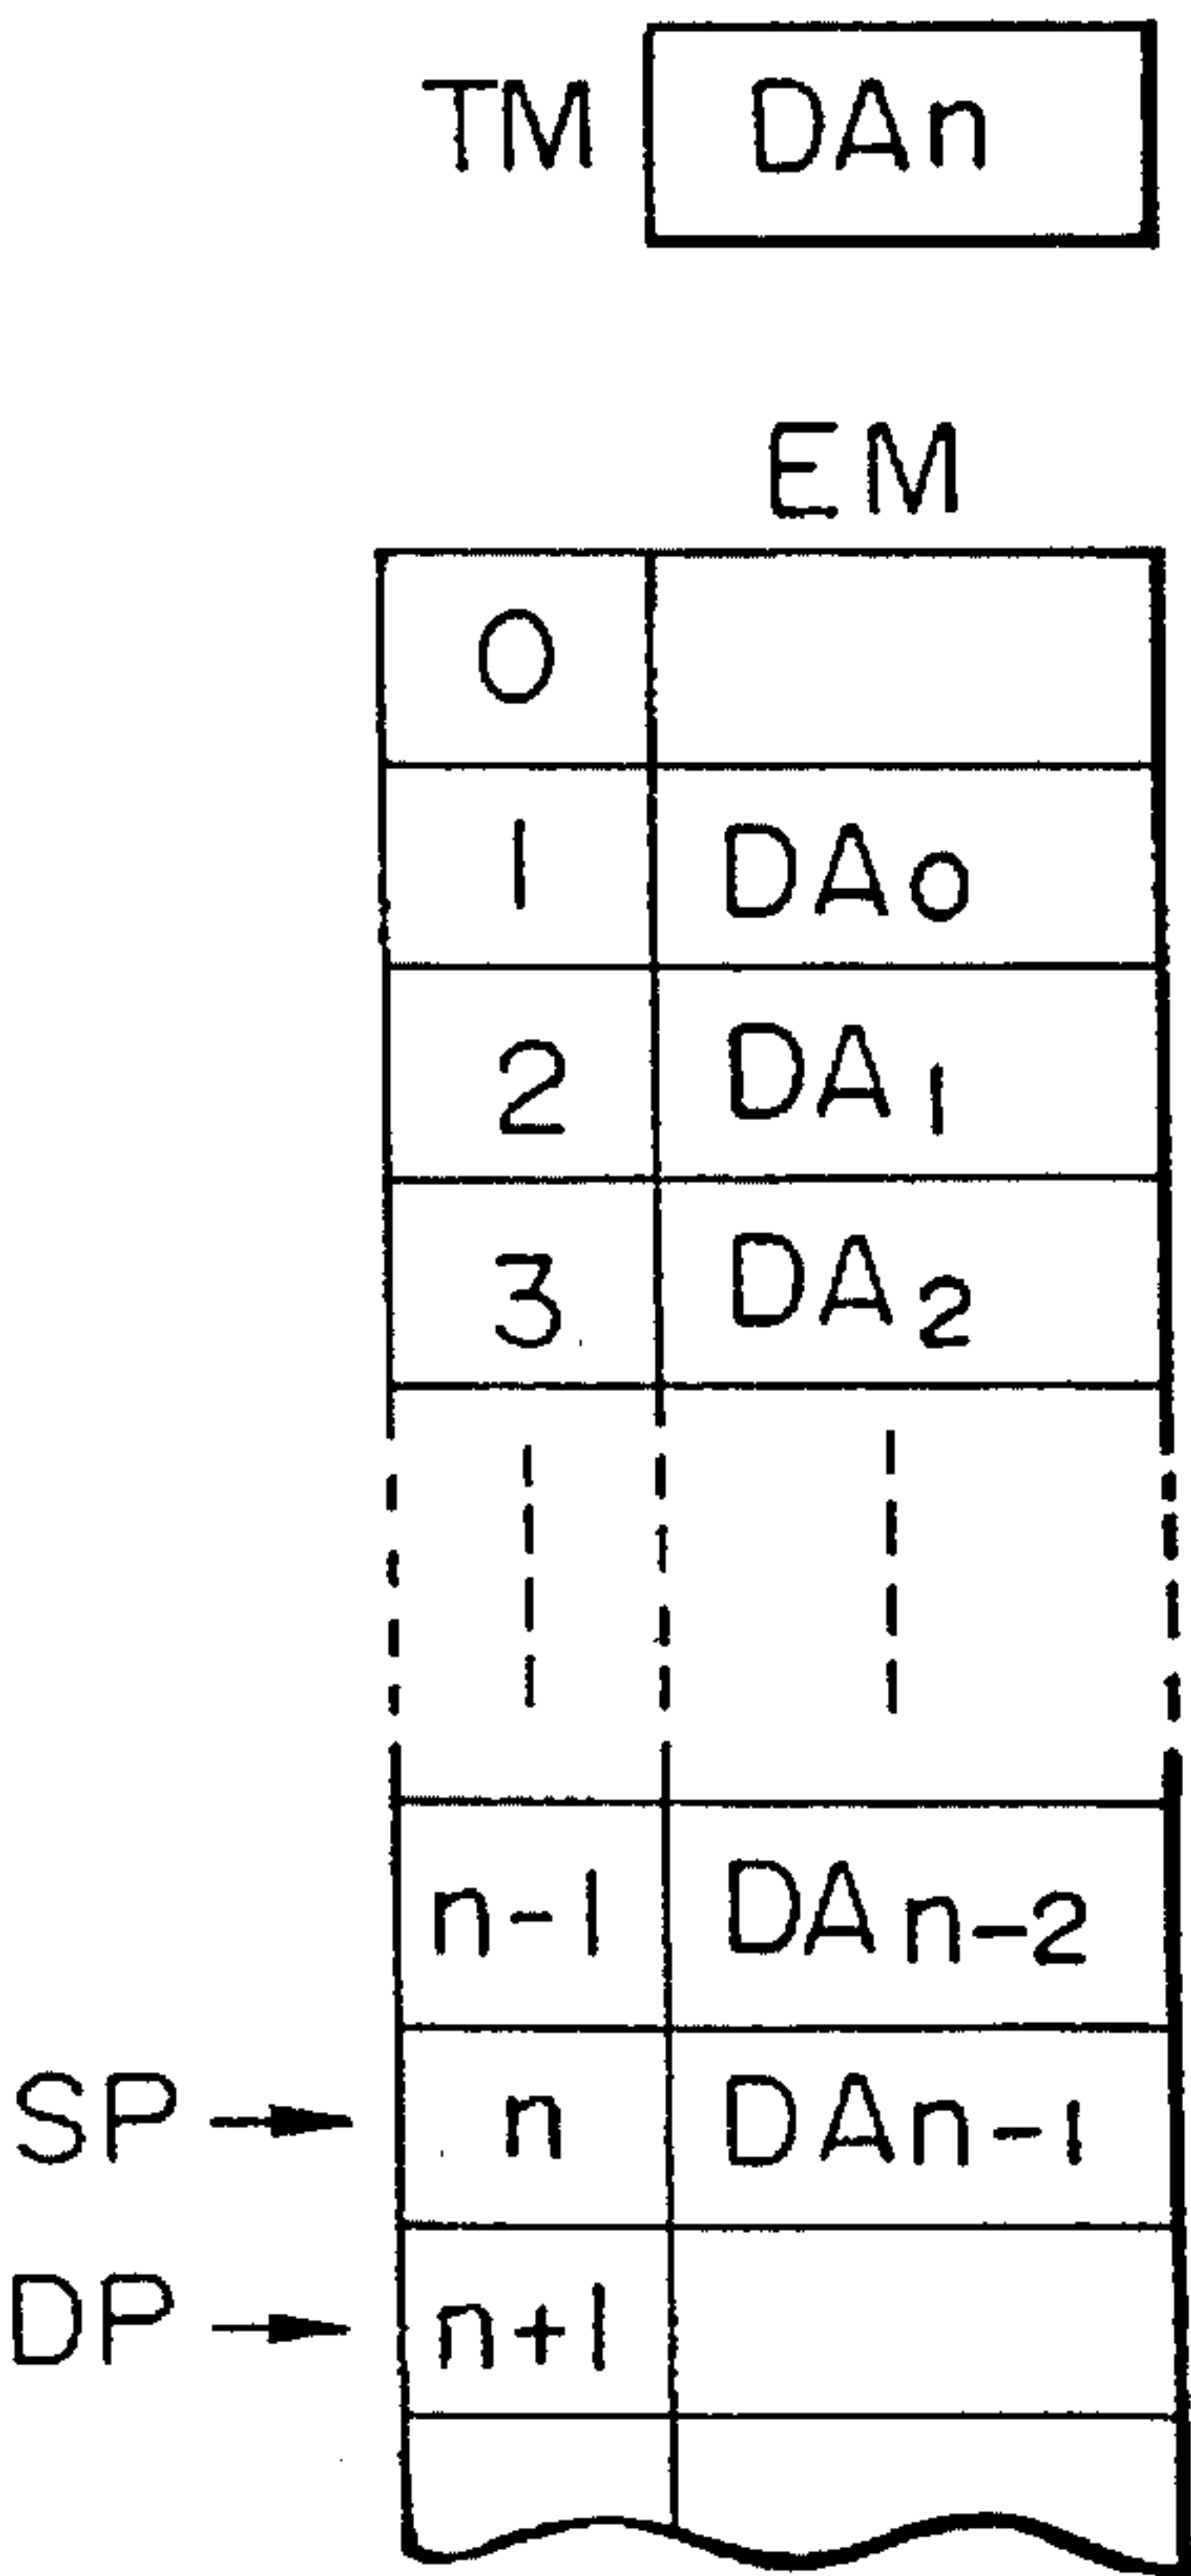 TM DAn
EM
0
1 DA0
2 DA1
3 DA2
n-1 DAn-2
SP → n DAn-1
DP → n+1